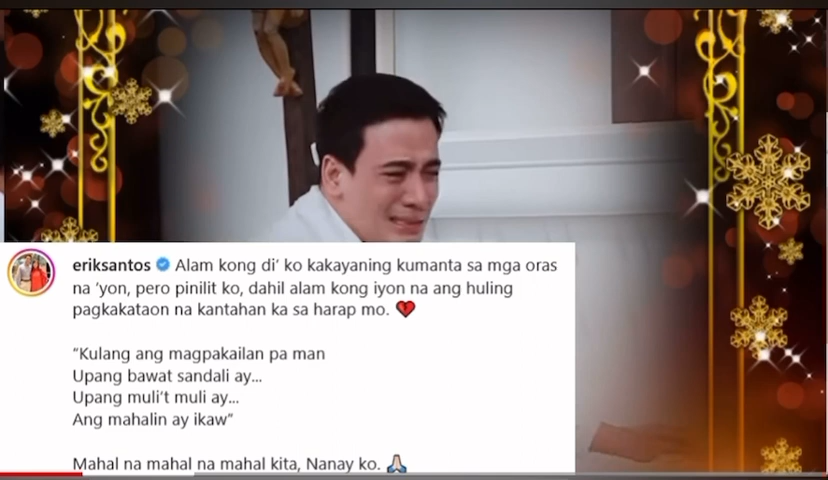 eriksantos Alam kong di' ko kakayaning kumanta sa mga oras
na 'yon, pero pinilit ko, dahil alam kong iyon na ang huling
pagkakataon na kantahan ka sa harap mo. 💔
"Kulang ang magpakailan pa man
Upang bawat sandali ay...
Upang muli't muli ay...
Ang mahalin ay ikaw"
Mahal na mahal na mahal kita, Nanay ko. 🙏🏻